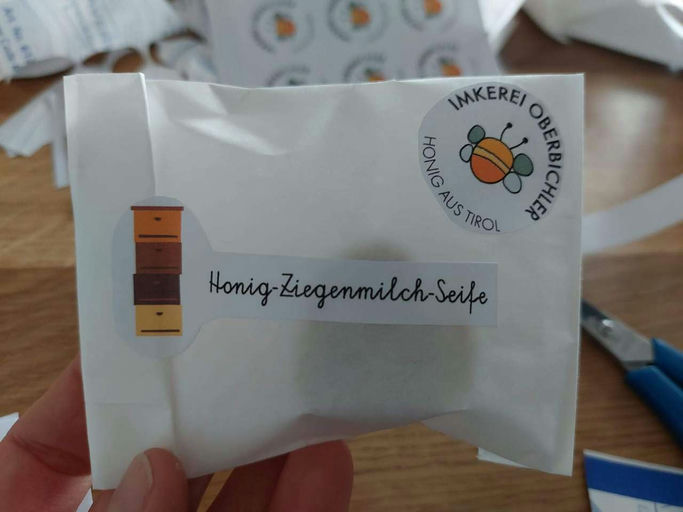 IMKEREI OBERBICHLER
HONIG AUS TIROL
Honig-Ziegenmilch-Seife